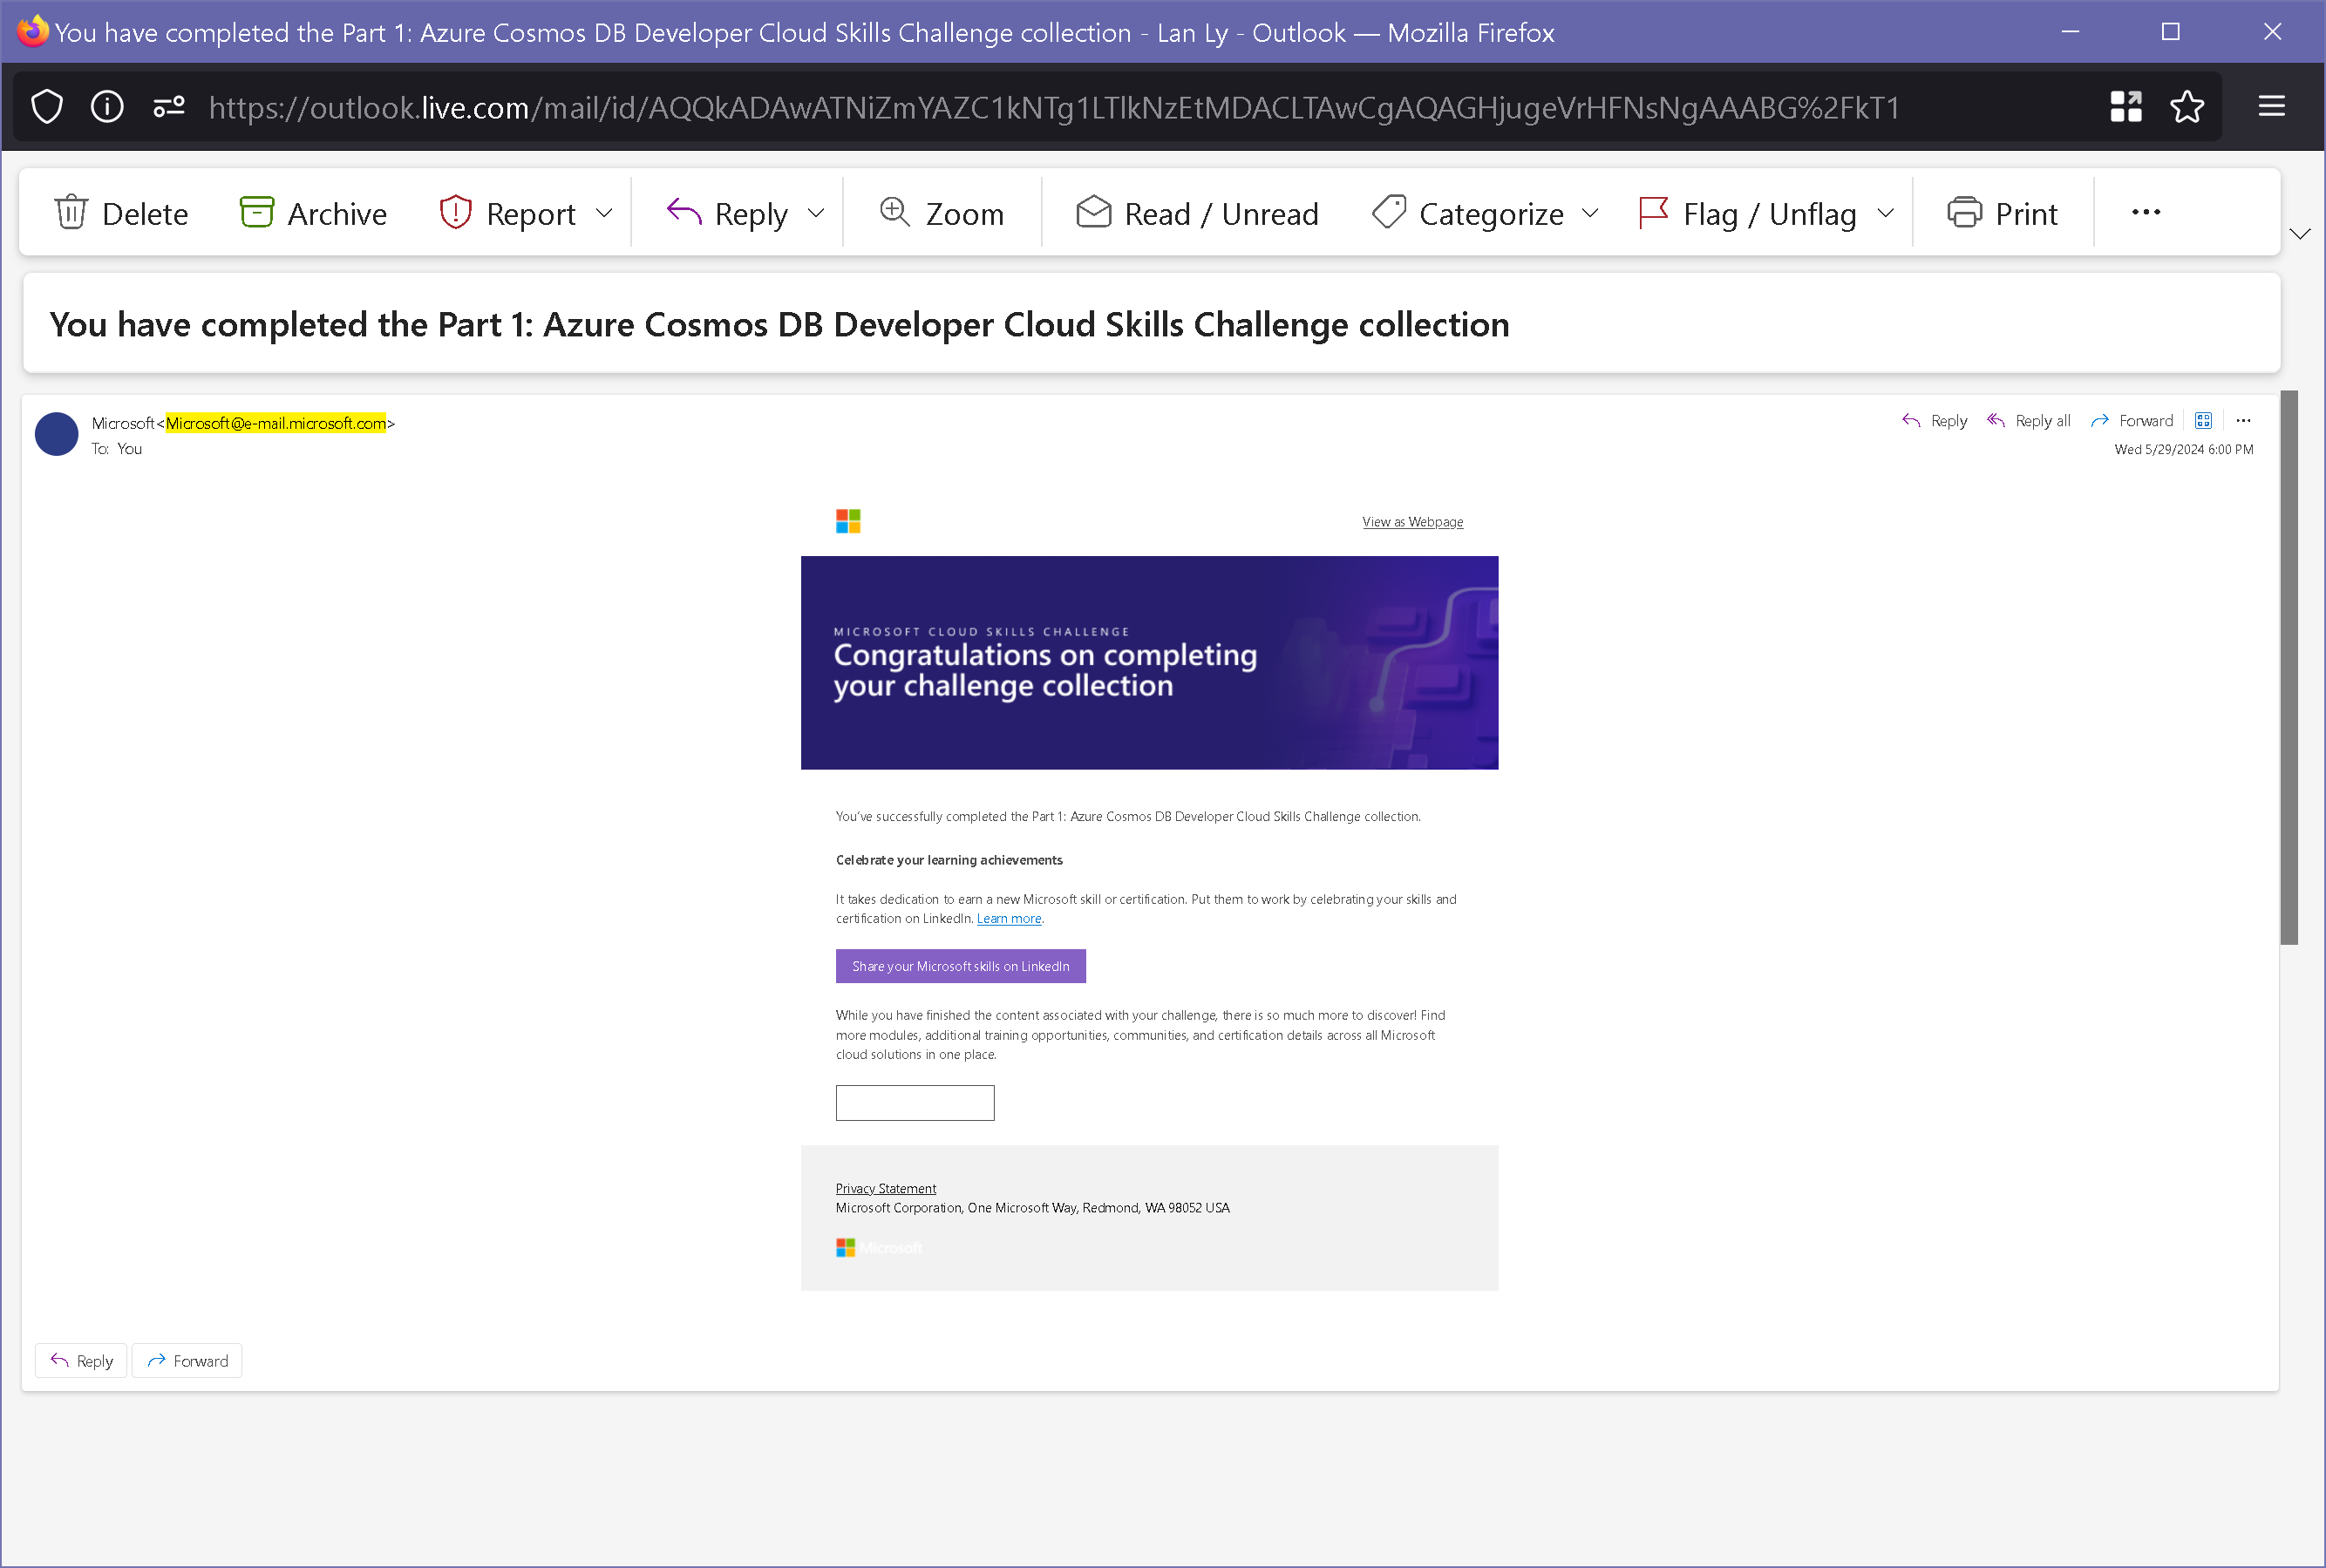 You have completed the Part 1: Azure Cosmos DB Developer Cloud Skills Challenge collection - Lan Ly - Outlook — Mozilla Firefox
https://outlook.live.com/mail/id/AQQkADAwATNiZmYAZC1kNTg1LTlkNzEtMDACLTAwCgAQAGHjugeVrHFNsNgAAABG%2FkT1
Delete Archive Report Reply Zoom Read / Unread Categorize Flag / Unflag Print ...
You have completed the Part 1: Azure Cosmos DB Developer Cloud Skills Challenge collection
Microsoft<Microsoft@e-mail.microsoft.com>
To: You
Reply Reply all Forward ...
Wed 5/29/2024 6:00 PM
View as Webpage
MICROSOFT CLOUD SKILLS CHALLENGE
Congratulations on completing
your challenge collection
You've successfully completed the Part 1: Azure Cosmos DB Developer Cloud Skills Challenge collection.
Celebrate your learning achievements
It takes dedication to earn a new Microsoft skill or certification. Put them to work by celebrating your skills and
certification on LinkedIn. Learn more.
Share your Microsoft skills on LinkedIn
While you have finished the content associated with your challenge, there is so much more to discover! Find
more modules, additional training opportunities, communities, and certification details across all Microsoft
cloud solutions in one place.
Privacy Statement
Microsoft Corporation, One Microsoft Way, Redmond, WA 98052 USA
Microsoft
Reply Forward